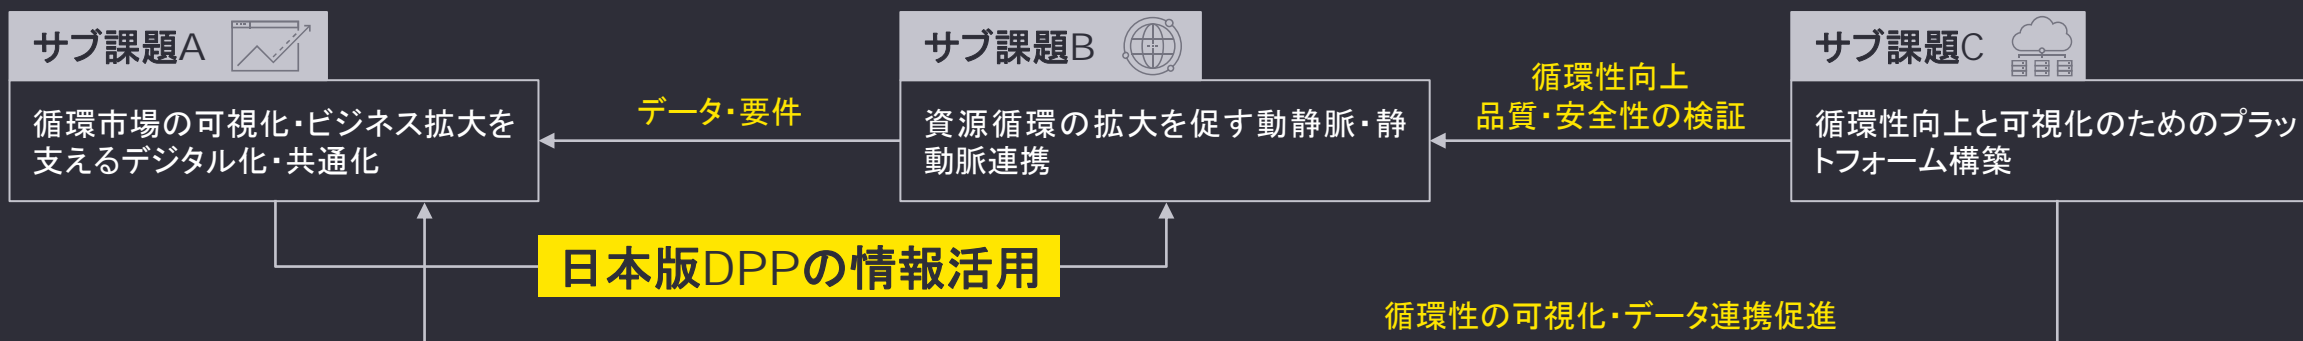 サブ課題A
循環市場の可視化・ビジネス拡大を
支えるデジタル化・共通化
データ・要件
サブ課題B
資源循環の拡大を促す動静脈・静
動脈連携
循環性向上
品質・安全性の検証
サブ課題C
循環性向上と可視化のためのプラッ
トフォーム構築
日本版DPPの情報活用
循環性の可視化・データ連携促進